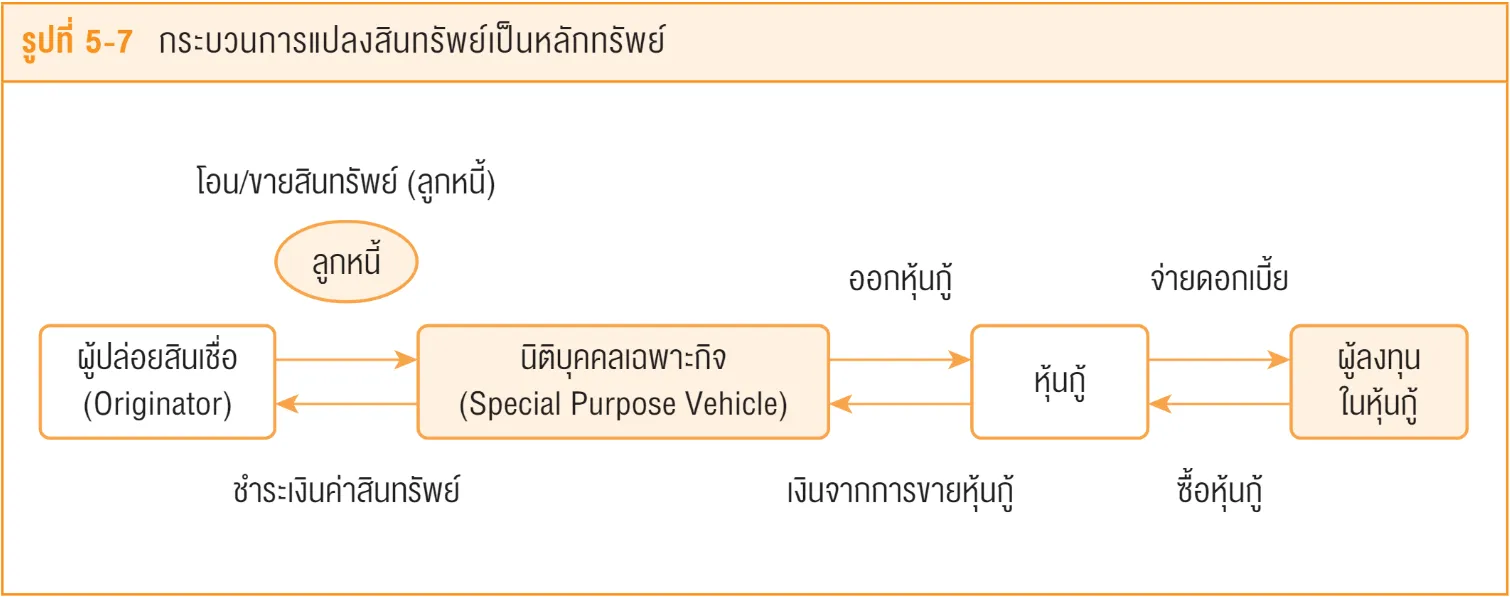 รูปที่ 5-7 กระบวนการแปลงสินทรัพย์เป็นหลักทรัพย์
โอน/ขายสินทรัพย์ (ลูกหนี้)
ลูกหนี้
ออกหุ้นกู้
จ่ายดอกเบี้ย
ผู้ปล่อยสินเชื่อ
(Originator)
นิติบุคคลเฉพาะกิจ
(Special Purpose Vehicle)
หุ้นกู้
ผู้ลงทุน
ในหุ้นกู้
ชำระเงินค่าสินทรัพย์
เงินจากการขายหุ้นกู้
ซื้อหุ้นกู้